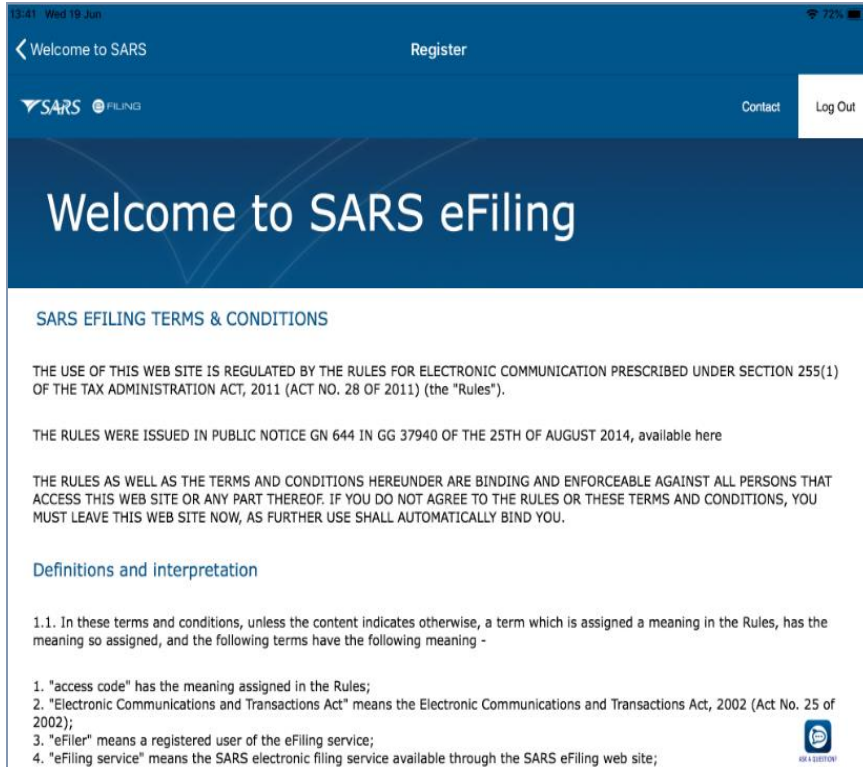 13:41 Wed 19 Jun
72%
Welcome to SARS
Register
SARS eFILING
Contact
Log Out
Welcome to SARS eFiling
SARS EFILING TERMS & CONDITIONS
THE USE OF THIS WEB SITE IS REGULATED BY THE RULES FOR ELECTRONIC COMMUNICATION PRESCRIBED UNDER SECTION 255(1)
OF THE TAX ADMINISTRATION ACT, 2011 (ACT NO. 28 OF 2011) (the "Rules").
THE RULES WERE ISSUED IN PUBLIC NOTICE GN 644 IN GG 37940 OF THE 25TH OF AUGUST 2014, available here
THE RULES AS WELL AS THE TERMS AND CONDITIONS HEREUNDER ARE BINDING AND ENFORCEABLE AGAINST ALL PERSONS THAT
ACCESS THIS WEB SITE OR ANY PART THEREOF. IF YOU DO NOT AGREE TO THE RULES OR THESE TERMS AND CONDITIONS, YOU
MUST LEAVE THIS WEB SITE NOW, AS FURTHER USE SHALL AUTOMATICALLY BIND YOU.
Definitions and interpretation
1.1. In these terms and conditions, unless the content indicates otherwise, a term which is assigned a meaning in the Rules, has the
meaning so assigned, and the following terms have the following meaning -
1. "access code" has the meaning assigned in the Rules;
2. "Electronic Communications and Transactions Act" means the Electronic Communications and Transactions Act, 2002 (Act No. 25 of
2002);
3. "eFiler" means a registered user of the eFiling service;
4. "eFiling service" means the SARS electronic filing service available through the SARS eFiling web site;
ASK A QUESTION?